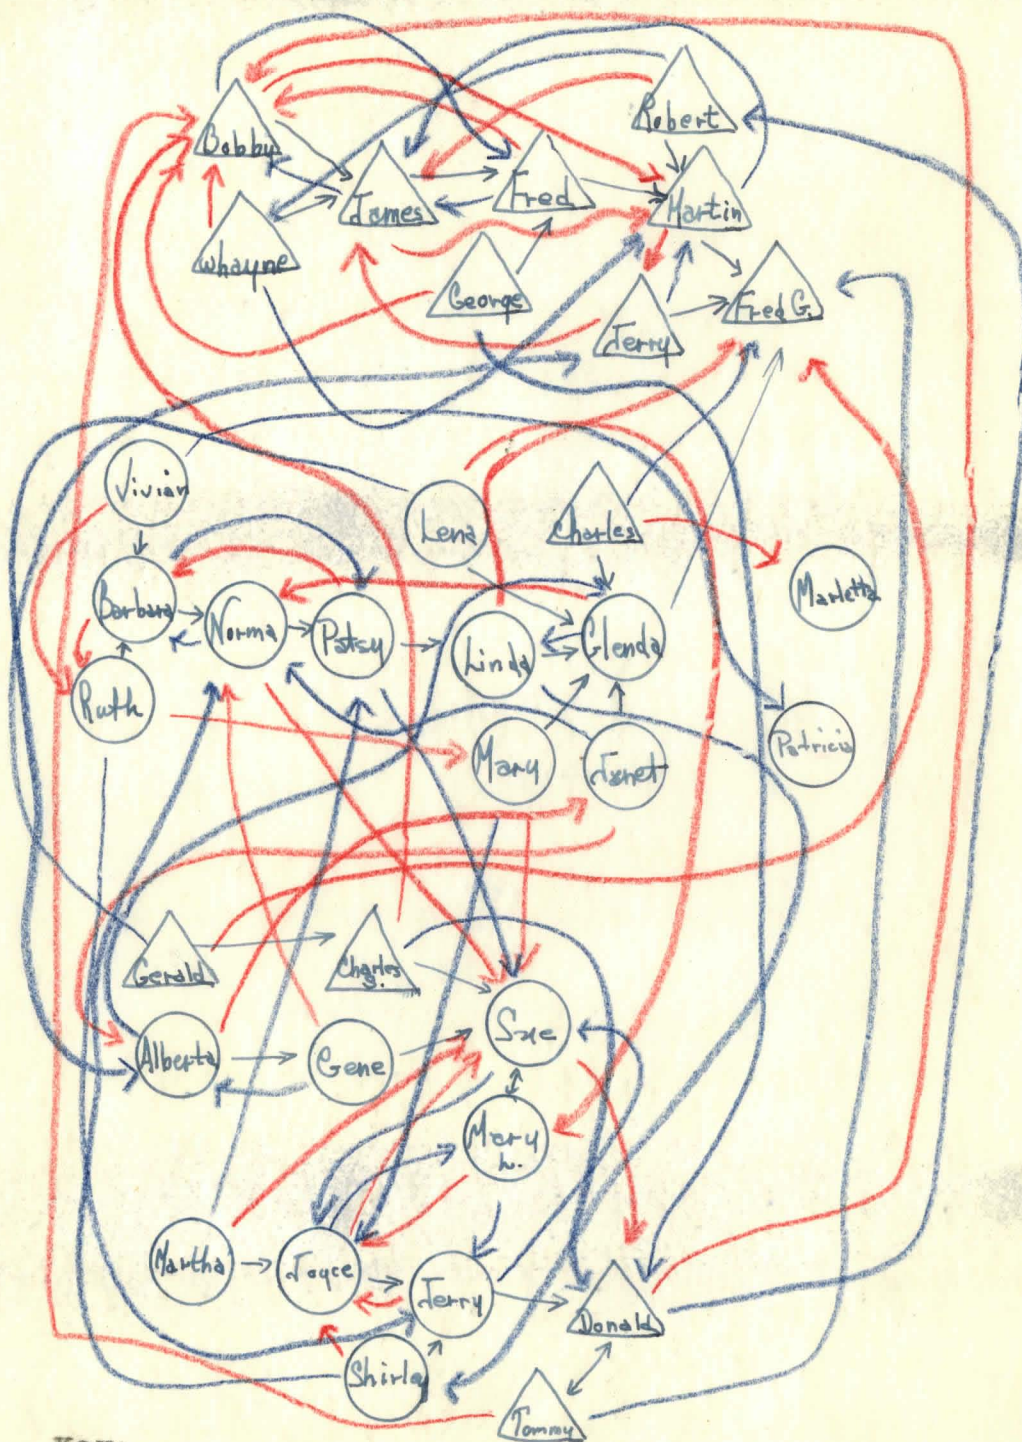 Bobby
Robert
James
Fred
Martin
Whayne
George
Jerry
Fred G.
Vivian
Lena
Charles
Marletta
Barbara
Norma
Patsy
Linda
Glenda
Ruth
Mary
Janet
Patricia
Gerald
Charles
S.
Sue
Alberta
Gene
Mary
L.
Martha
Joyce
Jerry
Donald
Shirley
Tommy